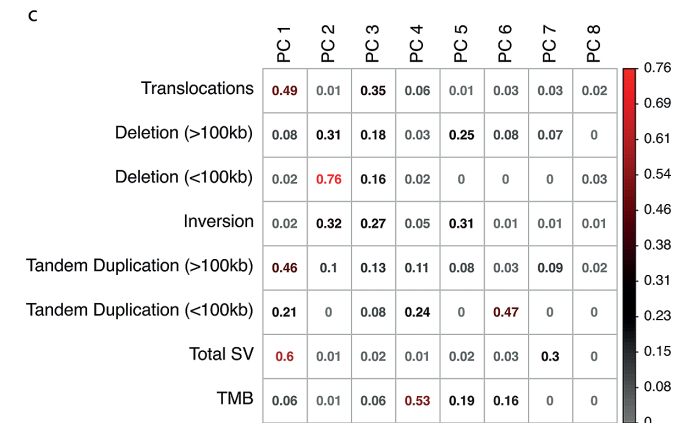 C
PC 1 PC 2 PC 3 PC 4 PC 5 PC 6 PC 7 PC 8
Translocations 0.49 0.01 0.35 0.06 0.01 0.03 0.03 0.02
Deletion (>100kb) 0.08 0.31 0.18 0.03 0.25 0.08 0.07 0
Deletion (<100kb) 0.02 0.76 0.16 0.02 0 0 0 0.03
Inversion 0.02 0.32 0.27 0.05 0.31 0.01 0.01 0.01
Tandem Duplication (>100kb) 0.46 0.1 0.13 0.11 0.08 0.03 0.09 0.02
Tandem Duplication (<100kb) 0.21 0 0.08 0.24 0 0.47 0 0
Total SV 0.6 0.01 0.02 0.01 0.02 0.03 0.3 0
TMB 0.06 0.01 0.06 0.53 0.19 0.16 0 0
0.76
0.69
0.61
0.54
0.46
0.38
0.31
0.23
0.15
0.08
0